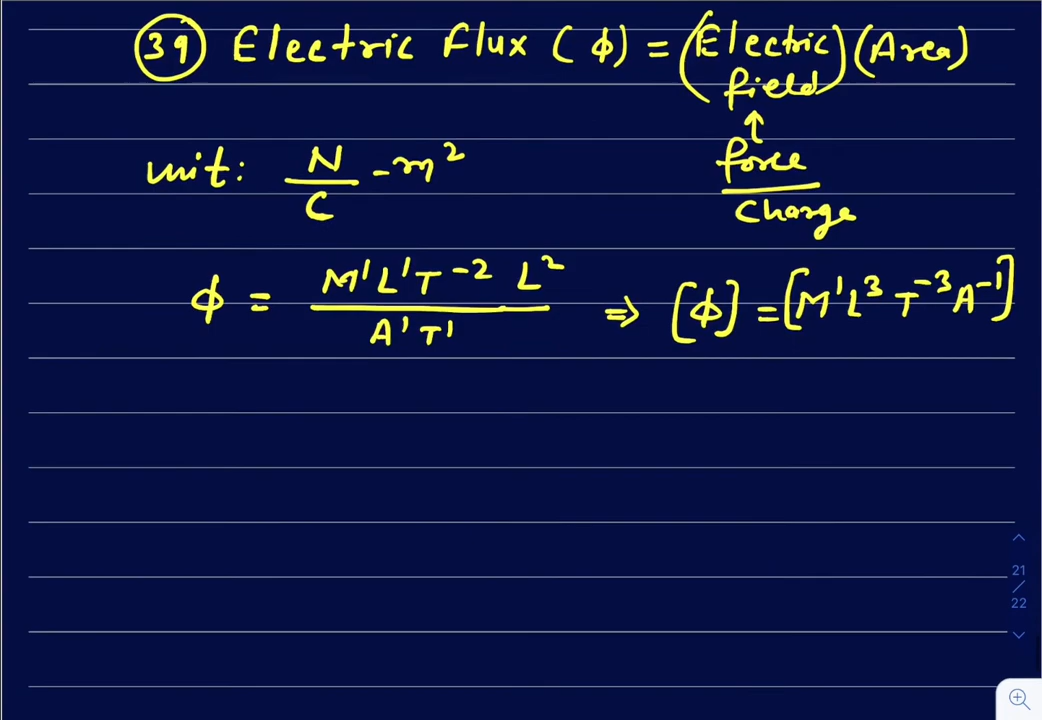 39 Electric Flux (ϕ) = (Electric field) (Area)
↑
force
charge
unit: N/C - m²
ϕ = M¹L¹T⁻² L² / A¹T¹ ⇒ [ϕ] = [M¹L³T⁻³A⁻¹]
21
/
22